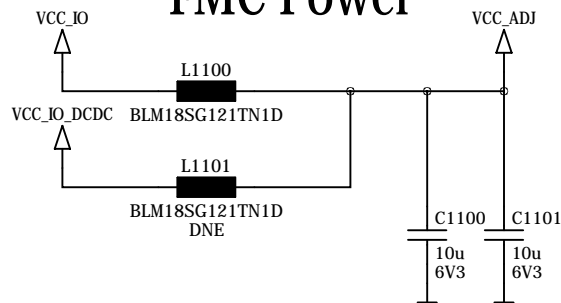 FMC Power
VCC_IO
VCC_ADJ
L1100
BLM18SG121TN1D
VCC_IO_DCDC
L1101
BLM18SG121TN1D
DNE
C1100
10u
6V3
C1101
10u
6V3